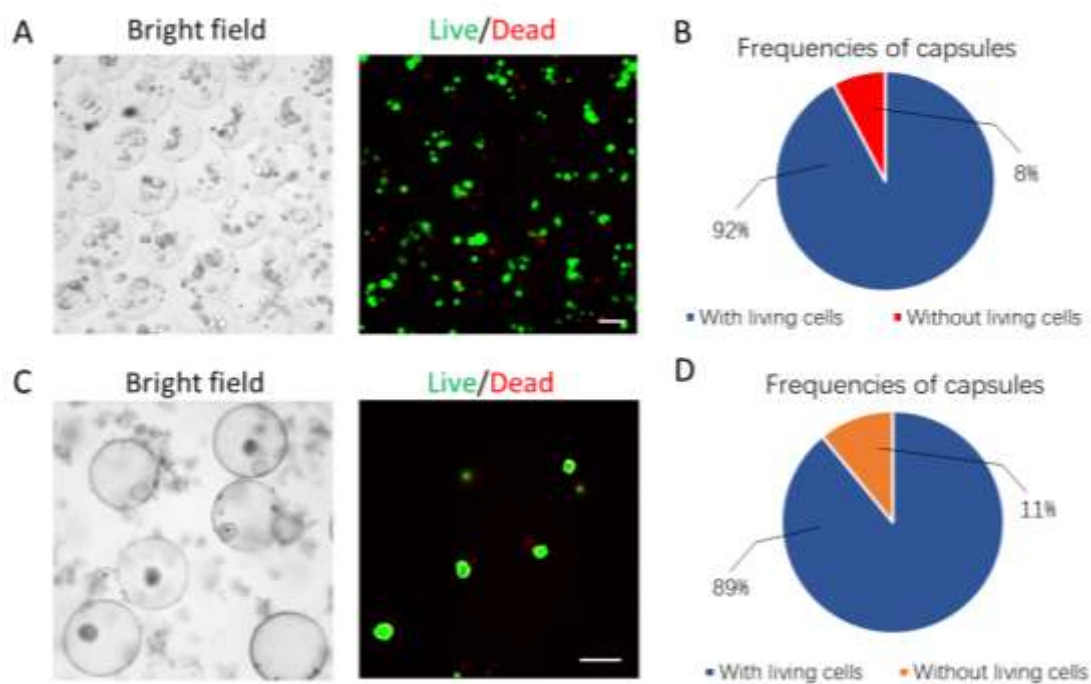 A
Bright field
Live/Dead
B
Frequencies of capsules
8%
92%
With living cells
Without living cells
C
Bright field
Live/Dead
D
Frequencies of capsules
11%
89%
With living cells
Without living cells